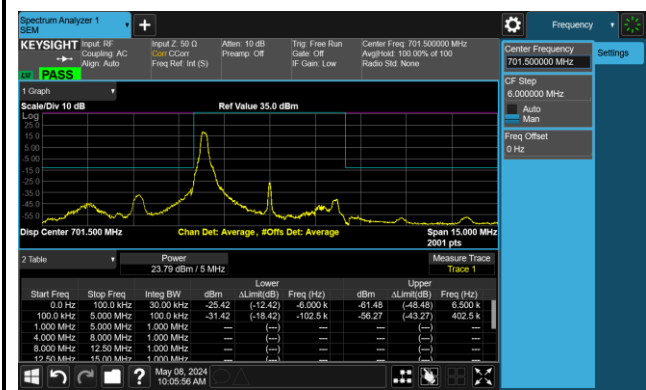 Spectrum Analyzer 1
SEM
Frequency
KEYSIGHT
Input: RF
Coupling: AC
Align: Auto
Input Z: 50 Ω
Corr CCorr
Freq Ref: Int (S)
Atten: 10 dB
Preamp: Off
Trig: Free Run
Gate: Off
IF Gain: Low
Center Freq: 701.500000 MHz
Avg|Hold: 100.00% of 100
Radio Std: None
PASS
Center Frequency
701.500000 MHz
Settings
CF Step
6.000000 MHz
Auto
Man
Freq Offset
0 Hz
1 Graph
Scale/Div 10 dB
Ref Value 35.0 dBm
Log
25.0
15.0
5.00
-5.00
-15.0
-25.0
-35.0
-45.0
-55.0
Disp Center 701.500 MHz
Chan Det: Average, #Offs Det: Average
Span 15.000 MHz
2001 pts
2 Table
Power
23.79 dBm / 5 MHz
Measure Trace
Trace 1
Lower Upper
Start Freq Stop Freq Integ BW dBm ΔLimit(dB) Freq (Hz) dBm ΔLimit(dB) Freq (Hz)
0.0 Hz 100.0 kHz 30.00 kHz -25.42 (-12.42) -6.000 k -61.48 (-48.48) 6.500 k
100.0 kHz 5.000 MHz 100.0 kHz -31.42 (-18.42) -102.5 k -56.27 (-43.27) 402.5 k
1.000 MHz 5.000 MHz 1.000 MHz --- (---) --- --- (---) ---
4.000 MHz 8.000 MHz 1.000 MHz --- (---) --- --- (---) ---
8.000 MHz 12.50 MHz 1.000 MHz --- (---) --- --- (---) ---
12.50 MHz 15.00 MHz 1.000 MHz --- (---) --- --- (---) ---
May 08, 2024
10:05:56 AM